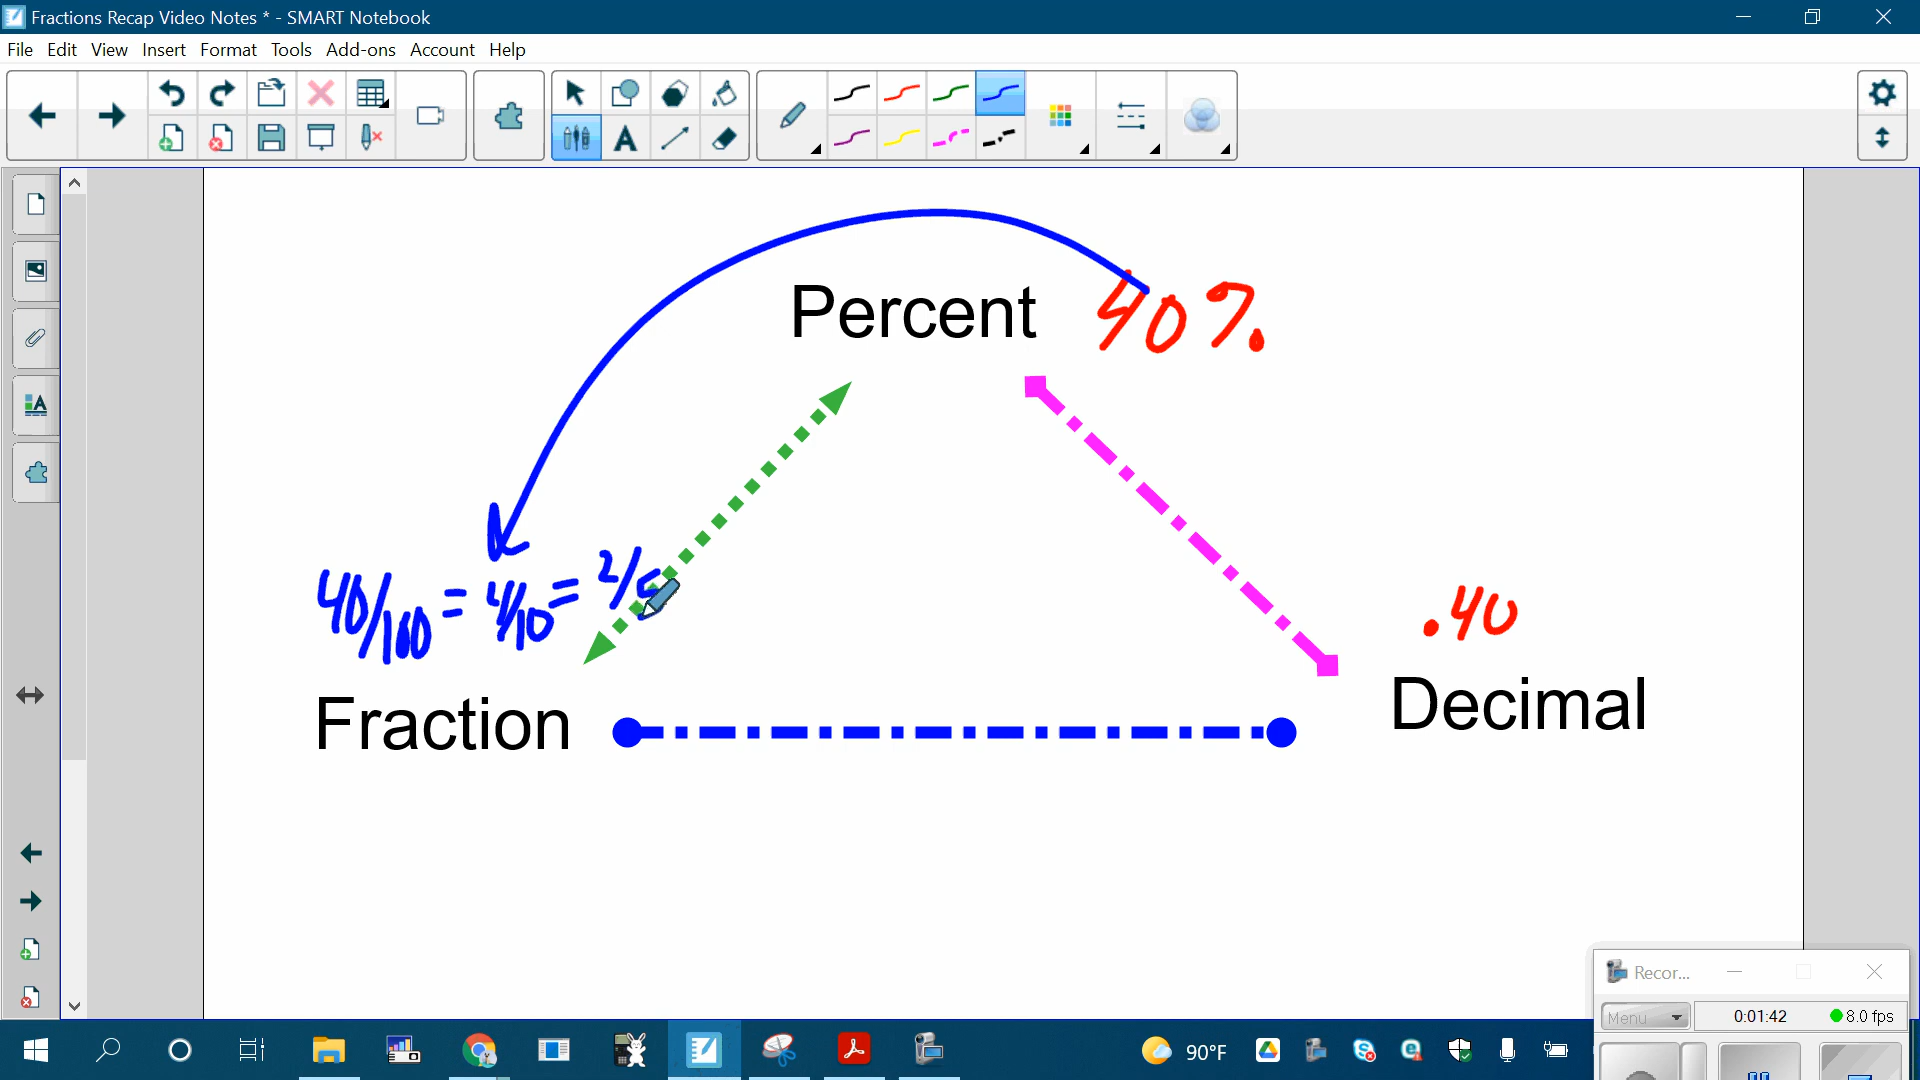 Fractions Recap Video Notes * - SMART Notebook
File Edit View Insert Format Tools Add-ons Account Help
Percent 40%
40/100 = 4/10 = 2/5
.40
Fraction
Decimal
Recor...
Menu 0:01:42 8.0 fps
90°F